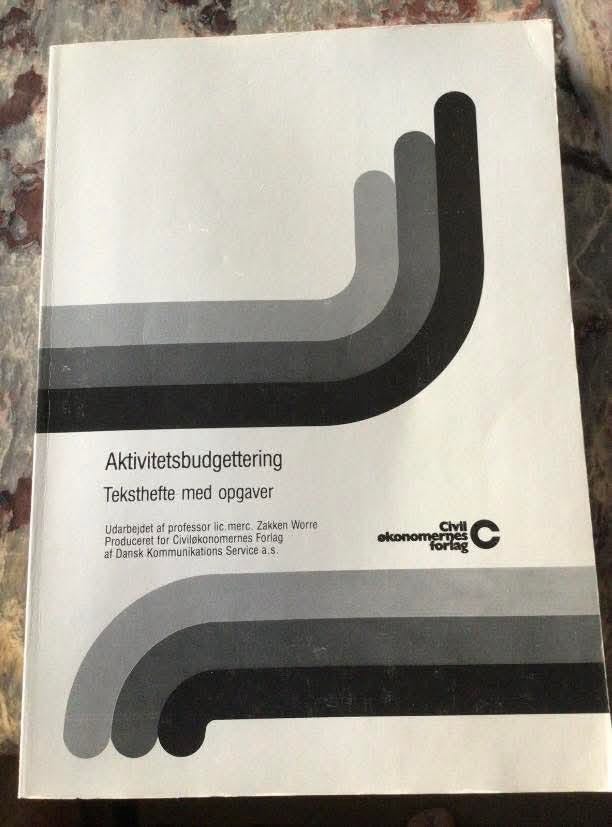 Aktivitetsbudgettering
Teksthefte med opgaver
Udarbejdet af professor lic. merc. Zakken Worre
Produceret for Civiløkonomernes Forlag
af Dansk Kommunikations Service a.s.
Civil
økonomernes
forlag